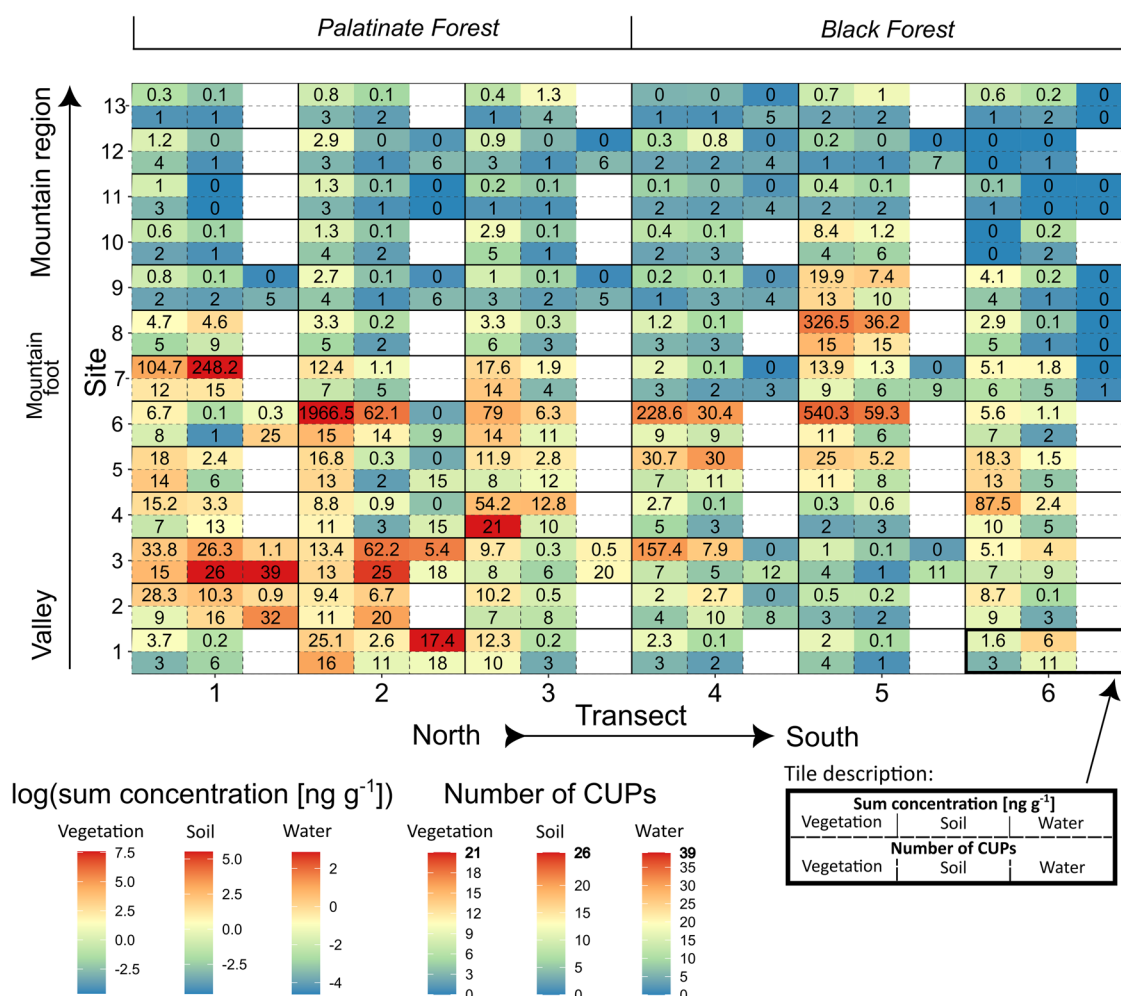 Palatinate Forest Black Forest
Mountain region
Mountain foot
Valley
Site
13 0.3 0.1 0.8 0.1 0.4 1.3 0 0 0 0.7 1 0.6 0.2 0
1 1 3 2 1 4 1 1 5 2 2 1 2 0
12 1.2 0 2.9 0 0 0.9 0 0 0.3 0.8 0 0.2 0 0 0 0
4 1 3 1 6 3 1 6 2 2 4 1 1 7 0 1
11 1 0 1.3 0.1 0 0.2 0.1 0.1 0 0 0.4 0.1 0.1 0 0
3 0 3 1 0 1 1 2 2 4 2 2 1 0 0
10 0.6 0.1 1.3 0.1 2.9 0.1 0.4 0.1 8.4 1.2 0 0.2
2 1 4 2 5 1 2 3 4 6 0 2
9 0.8 0.1 0 2.7 0.1 0 1 0.1 0 0.2 0.1 0 19.9 7.4 4.1 0.2 0
2 2 5 4 1 6 3 2 5 1 3 4 13 10 4 1 0
8 4.7 4.6 3.3 0.2 3.3 0.3 1.2 0.1 326.5 36.2 2.9 0.1 0
5 9 5 2 6 3 3 3 15 15 5 1 0
7 104.7 248.2 12.4 1.1 17.6 1.9 2 0.1 0 13.9 1.3 0 5.1 1.8 0
12 15 7 5 14 4 3 2 3 9 6 9 6 5 1
6 6.7 0.1 0.3 1966.5 62.1 0 79 6.3 228.6 30.4 540.3 59.3 5.6 1.1
8 1 25 15 14 9 14 11 9 9 11 6 7 2
5 18 2.4 16.8 0.3 0 11.9 2.8 30.7 30 25 5.2 18.3 1.5
14 6 13 2 15 8 12 7 11 11 8 13 5
4 15.2 3.3 8.8 0.9 0 54.2 12.8 2.7 0.1 0.3 0.6 87.5 2.4
7 13 11 3 15 21 10 5 3 2 3 10 5
3 33.8 26.3 1.1 13.4 62.2 5.4 9.7 0.3 0.5 157.4 7.9 0 1 0.1 0 5.1 4
15 26 39 13 25 18 8 6 20 7 5 12 4 1 11 7 9
2 28.3 10.3 0.9 9.4 6.7 10.2 0.5 2 2.7 0 0.5 0.2 8.7 0.1
9 16 32 11 20 7 8 4 10 8 3 2 9 3
1 3.7 0.2 25.1 2.6 17.4 12.3 0.2 2.3 0.1 2 0.1 1.6 6
3 6 16 11 18 10 3 3 2 4 1 3 11
1 2 3 4 5 6
Transect
North South
Tile description:
Sum concentration [ng g-1]
Vegetation Soil Water
Number of CUPs
Vegetation Soil Water
log(sum concentration [ng g-1])
Vegetation Soil Water
7.5 5.0 2.5 0.0 -2.5
5.0 2.5 0.0 -2.5
2 0 -2 -4
Number of CUPs
Vegetation Soil Water
21 18 15 12 9 6 3 0
26 20 10 0
39 35 30 25 20 15 10 5 0